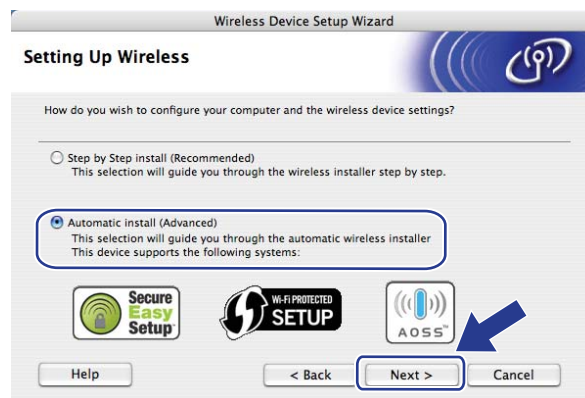 Wireless Device Setup Wizard
Setting Up Wireless
How do you wish to configure your computer and the wireless device settings?
Step by Step install (Recommended)
This selection will guide you through the wireless installer step by step.
Automatic install (Advanced)
This selection will guide you through the automatic wireless installer
This device supports the following systems:
Secure
Easy
Setup
WI-FI PROTECTED
SETUP
AOSS™
Help
< Back
Next >
Cancel